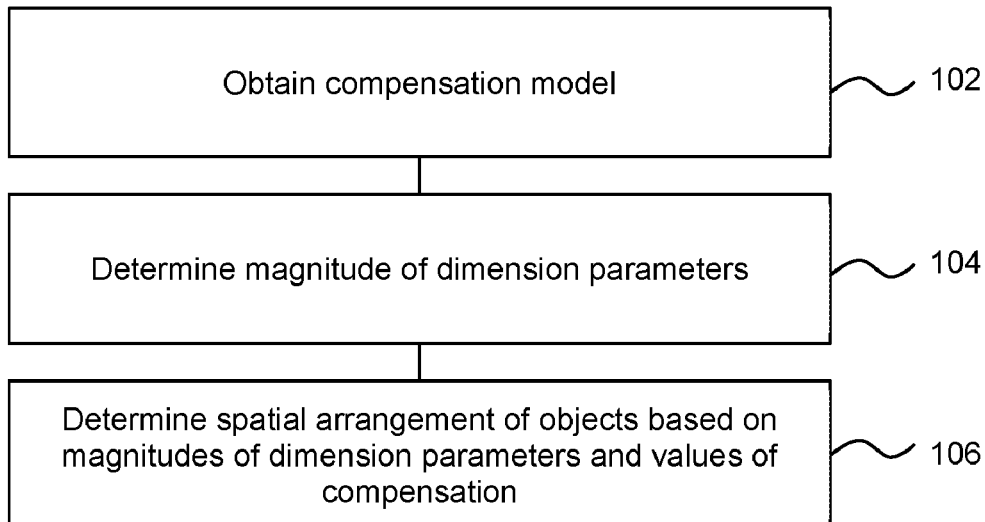 Obtain compensation model
102
Determine magnitude of dimension parameters
104
Determine spatial arrangement of objects based on
magnitudes of dimension parameters and values of
compensation
106